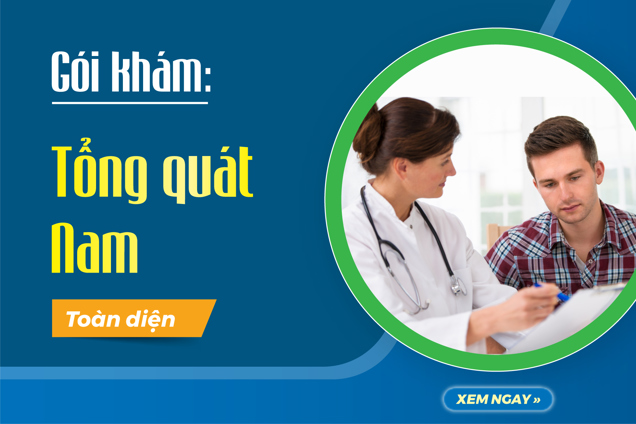 Gói khám:
Tổng quát
Nam
Toàn diện
XEM NGAY »